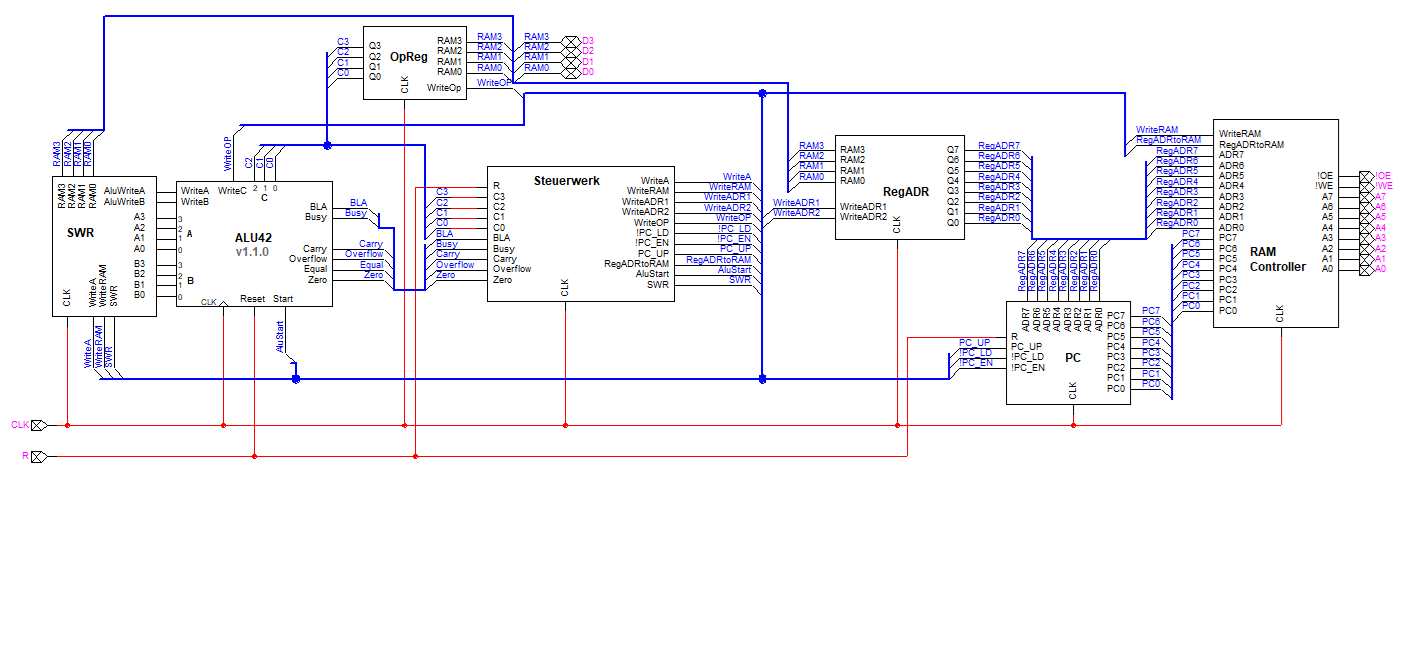 OpReg
C3 Q3 RAM3 RAM3 RAM3 D3
C2 Q2 RAM2 RAM2 RAM2 D2
C1 Q1 RAM1 RAM1 RAM1 D1
C0 Q0 RAM0 RAM0 RAM0 D0
CLK WriteOp WriteOP
RAM3 RAM2 RAM1 RAM0
RAM3 RAM2 RAM1 RAM0
SWR
AluWriteA
AluWriteB
A3
A2
A1
A0
B3
B2
B1
B0
CLK WriteA WriteRAM SWR
WriteA WriteRAM SWR
WriteOP C2 C1 C0
WriteA WriteC 2 1 0
WriteB C
3
2 A
1
0
3
2 B
1
0
ALU42
v1.1.0
BLA BLA
Busy Busy
Carry Carry
Overflow Overflow
Equal Equal
Zero Zero
CLK Reset Start
AluStart
Steuerwerk
R
C3 C3
C2 C2
C1 C1
C0 C0
BLA BLA
Busy Busy
Carry Carry
Overflow Overflow
Zero Zero
CLK
WriteA WriteA
WriteRAM WriteRAM
WriteADR1 WriteADR1
WriteADR2 WriteADR2
WriteOP WriteOP
!PC_LD !PC_LD
!PC_EN !PC_EN
PC_UP PC_UP
RegADRtoRAM RegADRtoRAM
AluStart AluStart
SWR SWR
RegADR
RAM3 RAM3
RAM2 RAM2
RAM1 RAM1
RAM0 RAM0
WriteADR1 WriteADR1
WriteADR2 WriteADR2
CLK
Q7 RegADR7
Q6 RegADR6
Q5 RegADR5
Q4 RegADR4
Q3 RegADR3
Q2 RegADR2
Q1 RegADR1
Q0 RegADR0
RegADR7 RegADR6 RegADR5 RegADR4 RegADR3 RegADR2 RegADR1 RegADR0
ADR7 ADR6 ADR5 ADR4 ADR3 ADR2 ADR1 ADR0
R
PC_UP PC_UP
!PC_LD !PC_LD
!PC_EN !PC_EN
PC
CLK
PC7 PC7
PC6 PC6
PC5 PC5
PC4 PC4
PC3 PC3
PC2 PC2
PC1 PC1
PC0 PC0
WriteRAM WriteRAM
RegADRtoRAM RegADRtoRAM
RegADR7 ADR7
RegADR6 ADR6
RegADR5 ADR5
RegADR4 ADR4
RegADR3 ADR3
RegADR2 ADR2
RegADR1 ADR1
RegADR0 ADR0
PC7 PC7
PC6 PC6
PC5 PC5
PC4 PC4
PC3 PC3
PC2 PC2
PC1 PC1
PC0 PC0
RAM
Controller
CLK
!OE !OE
!WE !WE
A7 A7
A6 A6
A5 A5
A4 A4
A3 A3
A2 A2
A1 A1
A0 A0
CLK
R